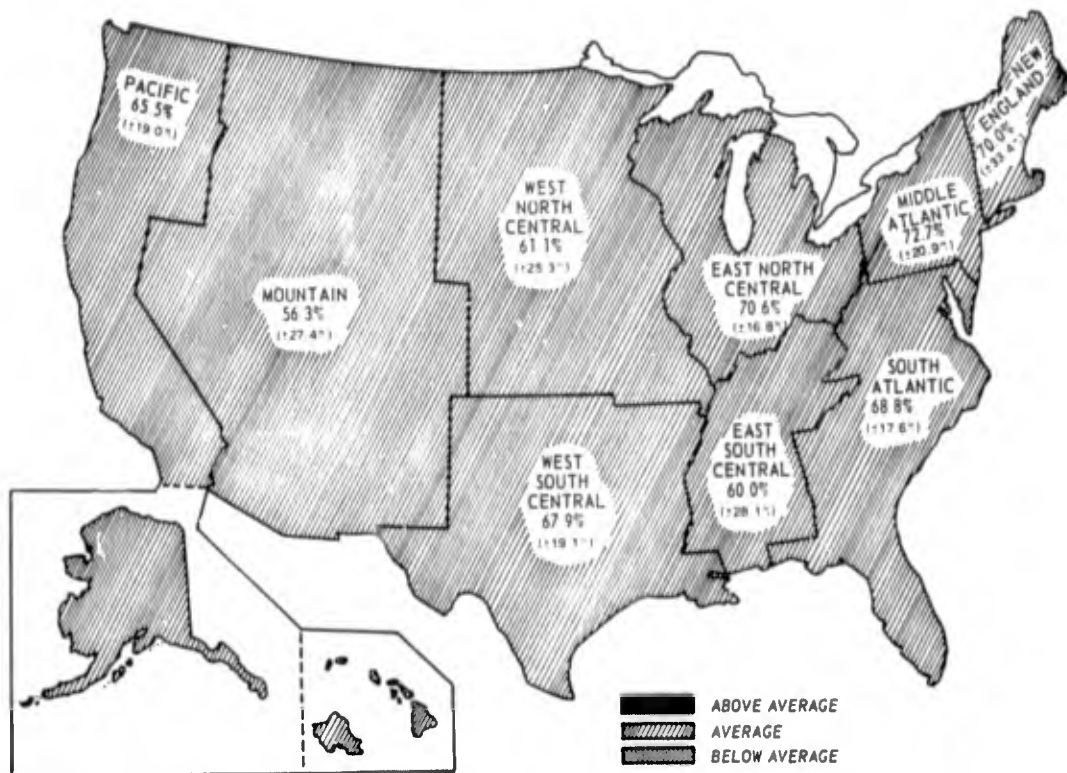 PACIFIC
65.5%
(±19.0%)
MOUNTAIN
56.3%
(±27.4%)
WEST
NORTH
CENTRAL
61.1%
(±25.3%)
WEST
SOUTH
CENTRAL
67.9%
(±19.1%)
EAST NORTH
CENTRAL
70.6%
(±16.8%)
EAST
SOUTH
CENTRAL
60.0%
(±28.1%)
SOUTH
ATLANTIC
68.8%
(±17.6%)
MIDDLE
ATLANTIC
72.7%
(±20.9%)
NEW
ENGLAND
70.0%
(±33.4%)
ABOVE AVERAGE
AVERAGE
BELOW AVERAGE